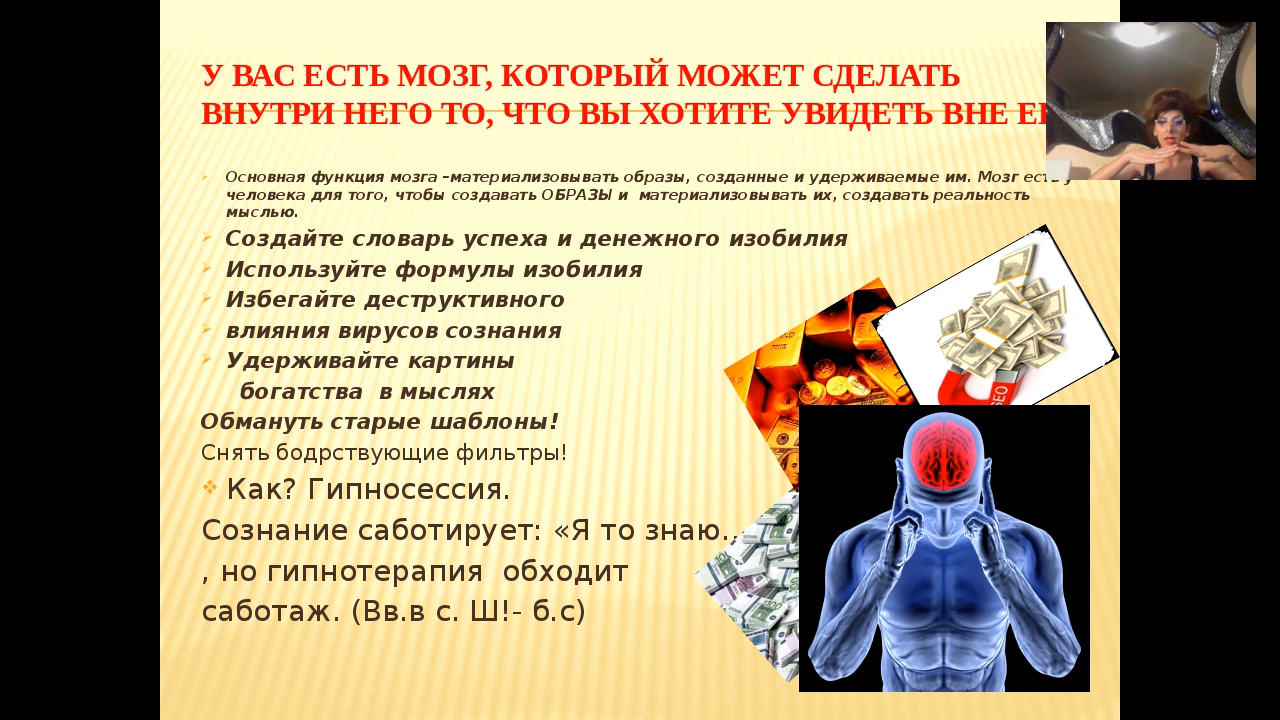 У ВАС ЕСТЬ МОЗГ, КОТОРЫЙ МОЖЕТ СДЕЛАТЬ
ВНУТРИ НЕГО ТО, ЧТО ВЫ ХОТИТЕ УВИДЕТЬ ВНЕ
Основная функция мозга –материализовывать образы, созданные и удерживаемые им. Мозг есть у
человека для того, чтобы создавать ОБРАЗЫ и материализовывать их, создавать реальность
мыслью.
Создайте словарь успеха и денежного изобилия
Используйте формулы изобилия
Избегайте деструктивного
влияния вирусов сознания
Удерживайте картины
богатства в мыслях
Обмануть старые шаблоны!
Снять бодрствующие фильтры!
Как? Гипносессия.
Сознание саботирует: «Я то знаю..
, но гипнотерапия обходит
саботаж. (Вв.в с. Ш!- б.с)
SEO